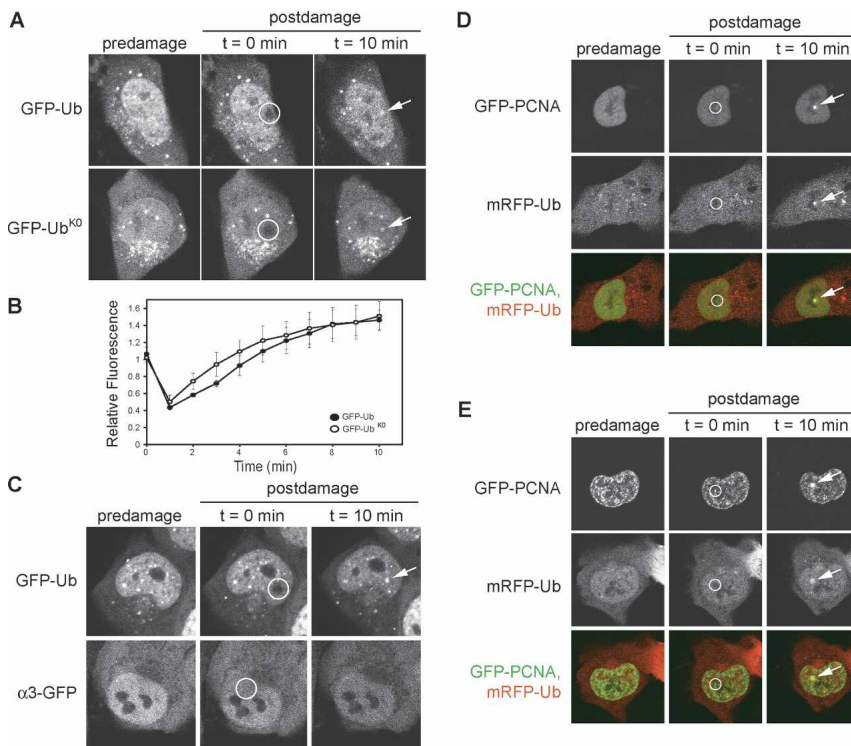 A
postdamage
predamage
t = 0 min
t = 10 min
GFP-Ub
GFP-Ub^K0
B
Relative Fluorescence
1.6
1.4
1.2
1
0.8
0.6
0.4
0.2
0
0
2
4
6
8
10
Time (min)
GFP-Ub
GFP-Ub ^K0
C
postdamage
predamage
t = 0 min
t = 10 min
GFP-Ub
α3-GFP
D
postdamage
predamage
t = 0 min
t = 10 min
GFP-PCNA
mRFP-Ub
GFP-PCNA,
mRFP-Ub
E
postdamage
predamage
t = 0 min
t = 10 min
GFP-PCNA
mRFP-Ub
GFP-PCNA,
mRFP-Ub